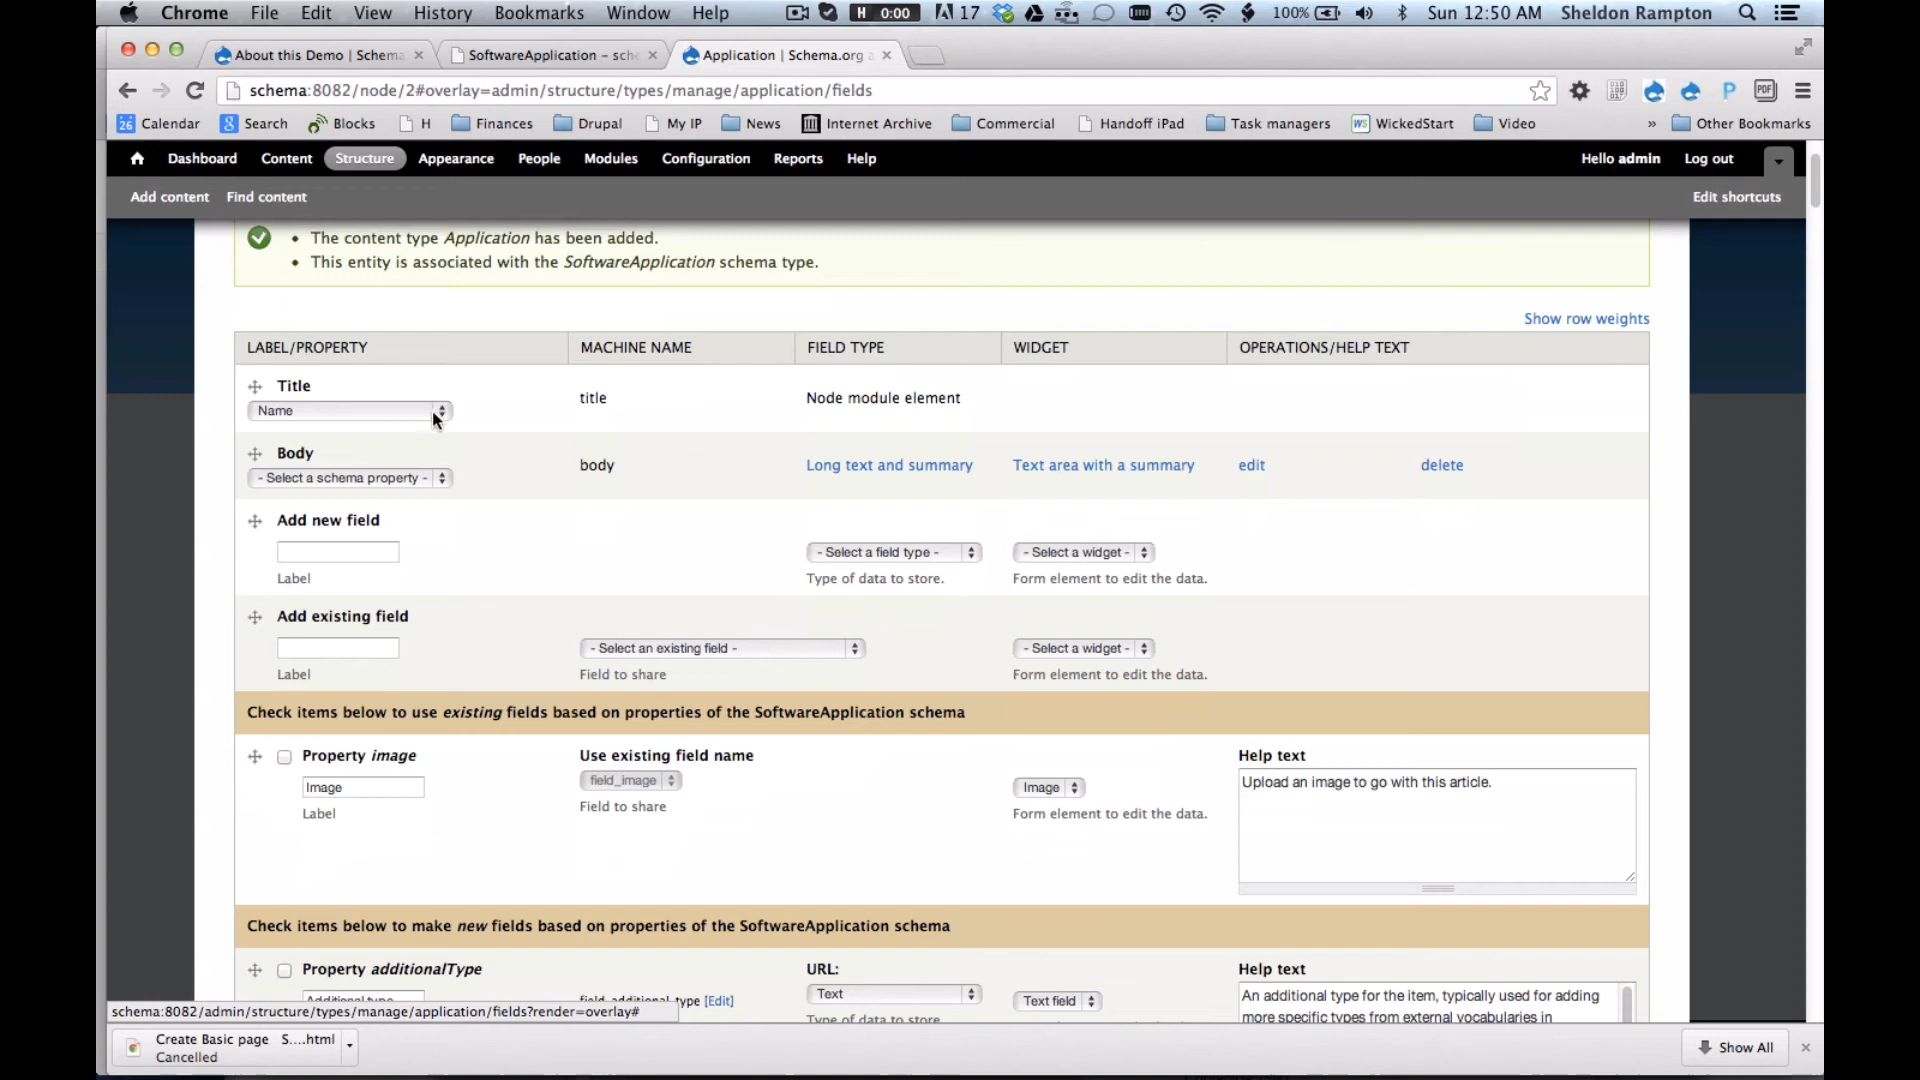 Chrome File Edit View History Bookmarks Window Help H 0:00 17 100% Sun 12:50 AM Sheldon Rampton
About this Demo | Schema SoftwareApplication – sche Application | Schema.org a
schema:8082/node/2#overlay=admin/structure/types/manage/application/fields
26 Calendar 8 Search Blocks H Finances Drupal My IP News Internet Archive Commercial Handoff iPad Task managers WS WickedStart Video » Other Bookmarks
Dashboard Content Structure Appearance People Modules Configuration Reports Help Hello admin Log out
Add content Find content Edit shortcuts
• The content type Application has been added.
• This entity is associated with the SoftwareApplication schema type.
Show row weights
LABEL/PROPERTY MACHINE NAME FIELD TYPE WIDGET OPERATIONS/HELP TEXT
Title
Name title Node module element
Body
- Select a schema property - body Long text and summary Text area with a summary edit delete
Add new field
- Select a field type - - Select a widget -
Label Type of data to store. Form element to edit the data.
Add existing field
- Select an existing field - - Select a widget -
Label Field to share Form element to edit the data.
Check items below to use existing fields based on properties of the SoftwareApplication schema
Property image Use existing field name Help text
Image field_image Image Upload an image to go with this article.
Label Field to share Form element to edit the data.
Check items below to make new fields based on properties of the SoftwareApplication schema
Property additionalType URL: Help text
Additional type field_additional_type [Edit] Text Text field An additional type for the item, typically used for adding
Type of data to store more specific types from external vocabularies in
schema:8082/admin/structure/types/manage/application/fields?render=overlay#
Create Basic page S....html
Cancelled
Show All